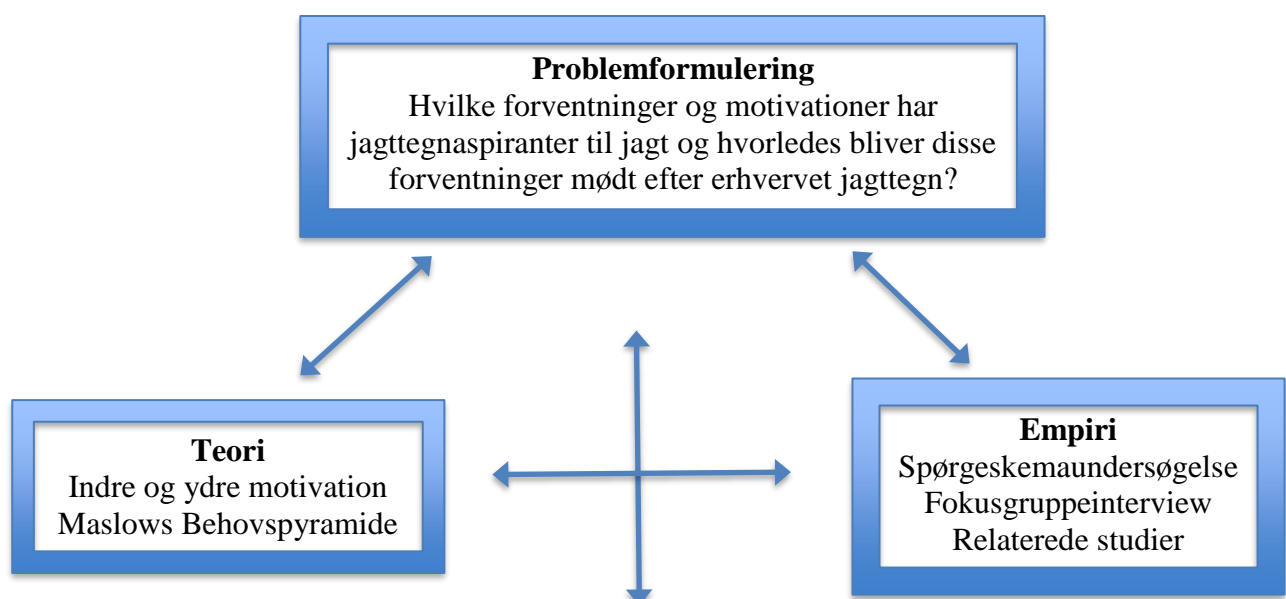 Problemformulering
Hvilke forventninger og motivationer har
jagttegnaspiranter til jagt og hvorledes bliver disse
forventninger mødt efter erhvervet jagttegn?
Teori
Indre og ydre motivation
Maslows Behovspyramide
Empiri
Spørgeskemaundersøgelse
Fokusgruppeinterview
Relaterede studier